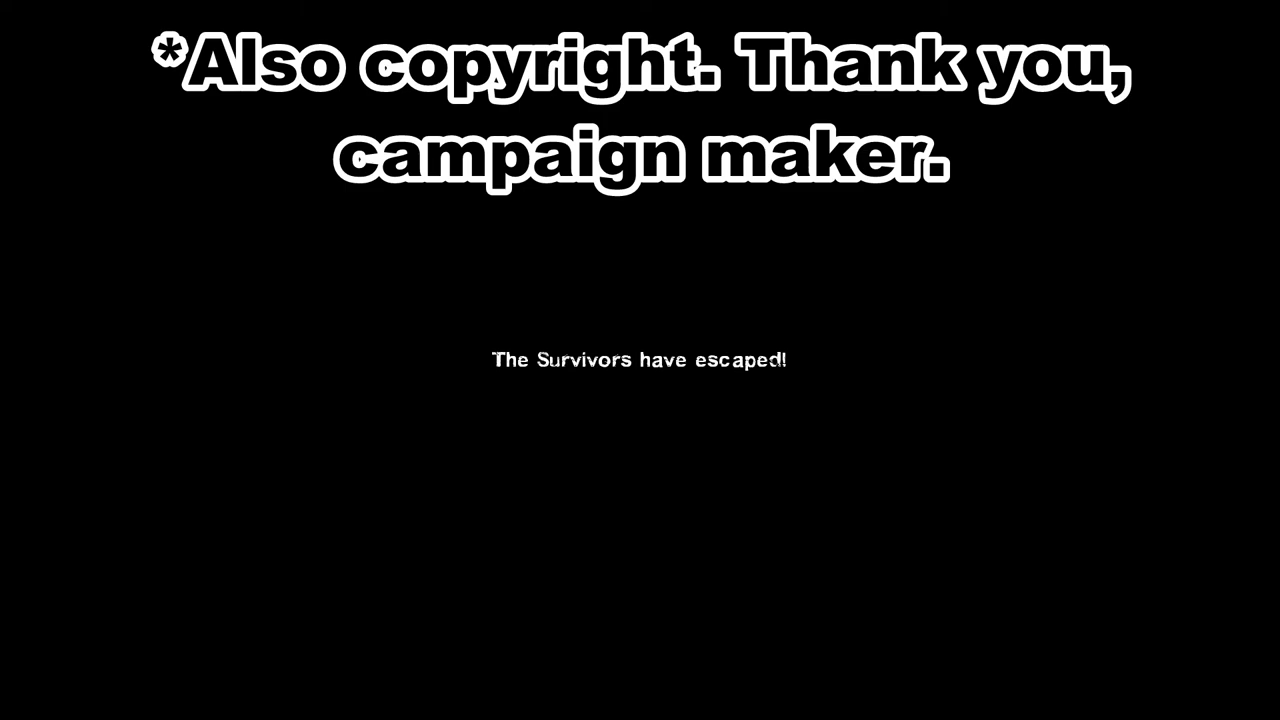 *Also copyright. Thank you,
campaign maker.
The Survivors have escaped!